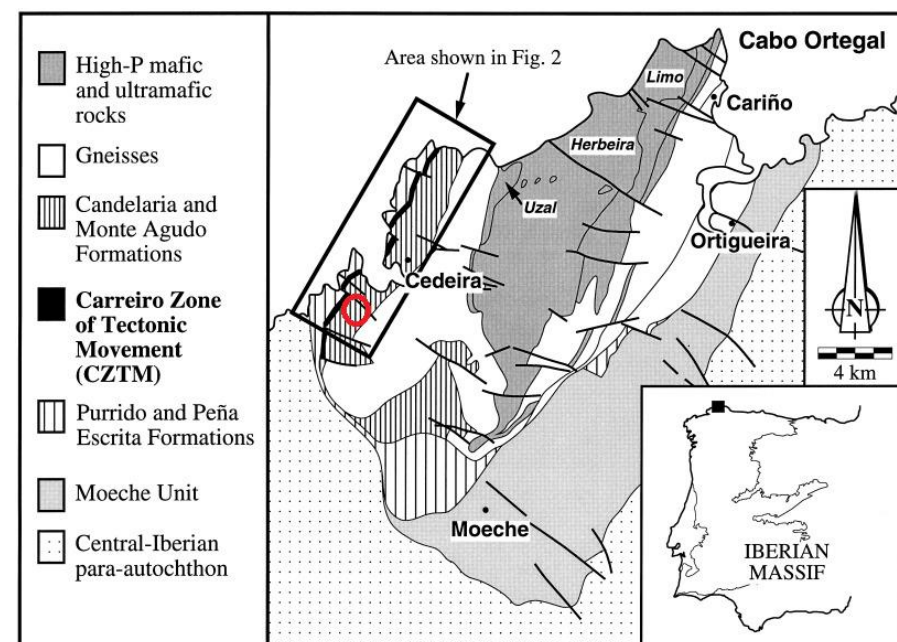 High-P mafic
and ultramafic
rocks
Gneisses
Candelaria and
Monte Agudo
Formations
Carreiro Zone
of Tectonic
Movement
(CZTM)
Purrido and Peña
Escrita Formations
Moeche Unit
Central-Iberian
para-autochthon
Area shown in Fig. 2
Cabo Ortegal
Limo
Cariño
Herbeira
Uzal
Ortigueira
Cedeira
Moeche
N
4 km
IBERIAN
MASSIF